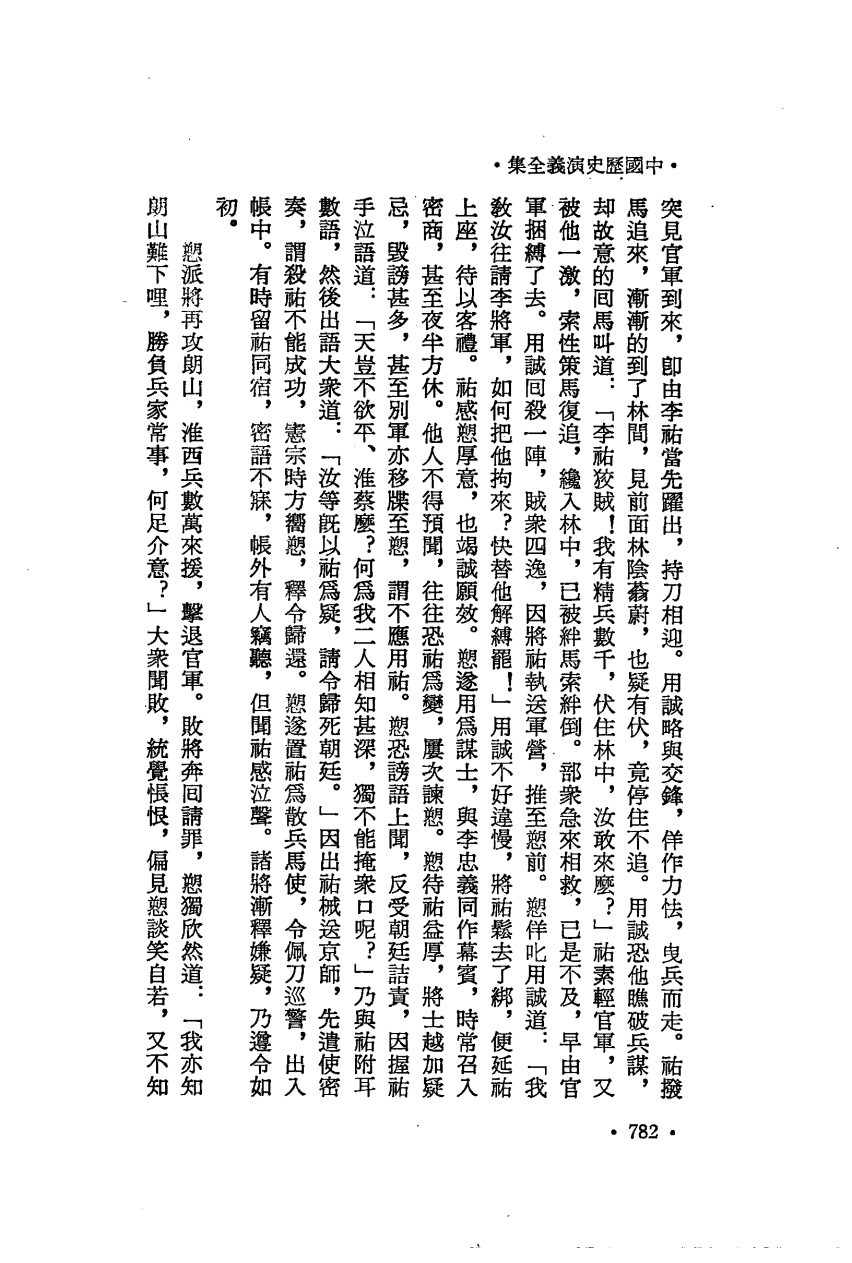 •中國歷史演義全集•
突見官軍到來，卽由李祐當先躍出，持刀相迎。用誠略與交鋒，佯作力怯，曳兵而走。祐撥
馬追來，漸漸的到了林間，見前面林陰蓊蔚，也疑有伏，竟停住不追。用誠恐他瞧破兵謀，
却故意的囘馬叫道：「李祐狡賊！我有精兵數千，伏住林中，汝敢來麼？」祐素輕官軍，又
被他一激，索性策馬復追，纔入林中，已被絆馬索絆倒。部衆急來相救，已是不及，早由官
軍捆縛了去。用誠囘殺一陣，賊衆四逸，因將祐執送軍營，推至愬前。愬佯叱用誠道：「我
敎汝往請李將軍，如何把他拘來？快替他解縛罷！」用誠不好違慢，將祐鬆去了綁，便延祐
上座，待以客禮。祐感愬厚意，也竭誠願效。愬遂用爲謀士，與李忠義同作幕賓，時常召入
密商，甚至夜半方休。他人不得預聞，往往恐祐爲變，屢次諫愬。愬待祐益厚，將士越加疑
忌，毀謗甚多，甚至別軍亦移牒至愬，謂不應用祐。愬恐謗語上聞，反受朝廷詰責，因握祐
手泣語道：「天豈不欲平、淮蔡麼？何爲我二人相知甚深，獨不能掩衆口呢？」乃與祐附耳
數語，然後出語大衆道：「汝等旣以祐爲疑，請令歸死朝廷。」因出祐械送京師，先遣使密
奏，謂殺祐不能成功，憲宗時方嚮愬，釋令歸還。愬遂置祐爲散兵馬使，令佩刀巡警，出入
帳中。有時留祐同宿，密語不寐，帳外有人竊聽，但聞祐感泣聲。諸將漸釋嫌疑，乃遵令如
初。
愬派將再攻朗山，淮西兵數萬來援，擊退官軍。敗將奔囘請罪，愬獨欣然道：「我亦知
朗山難下哩，勝負兵家常事，何足介意？」大衆聞敗，統覺悵恨，偏見愬談笑自若，又不知
•782•